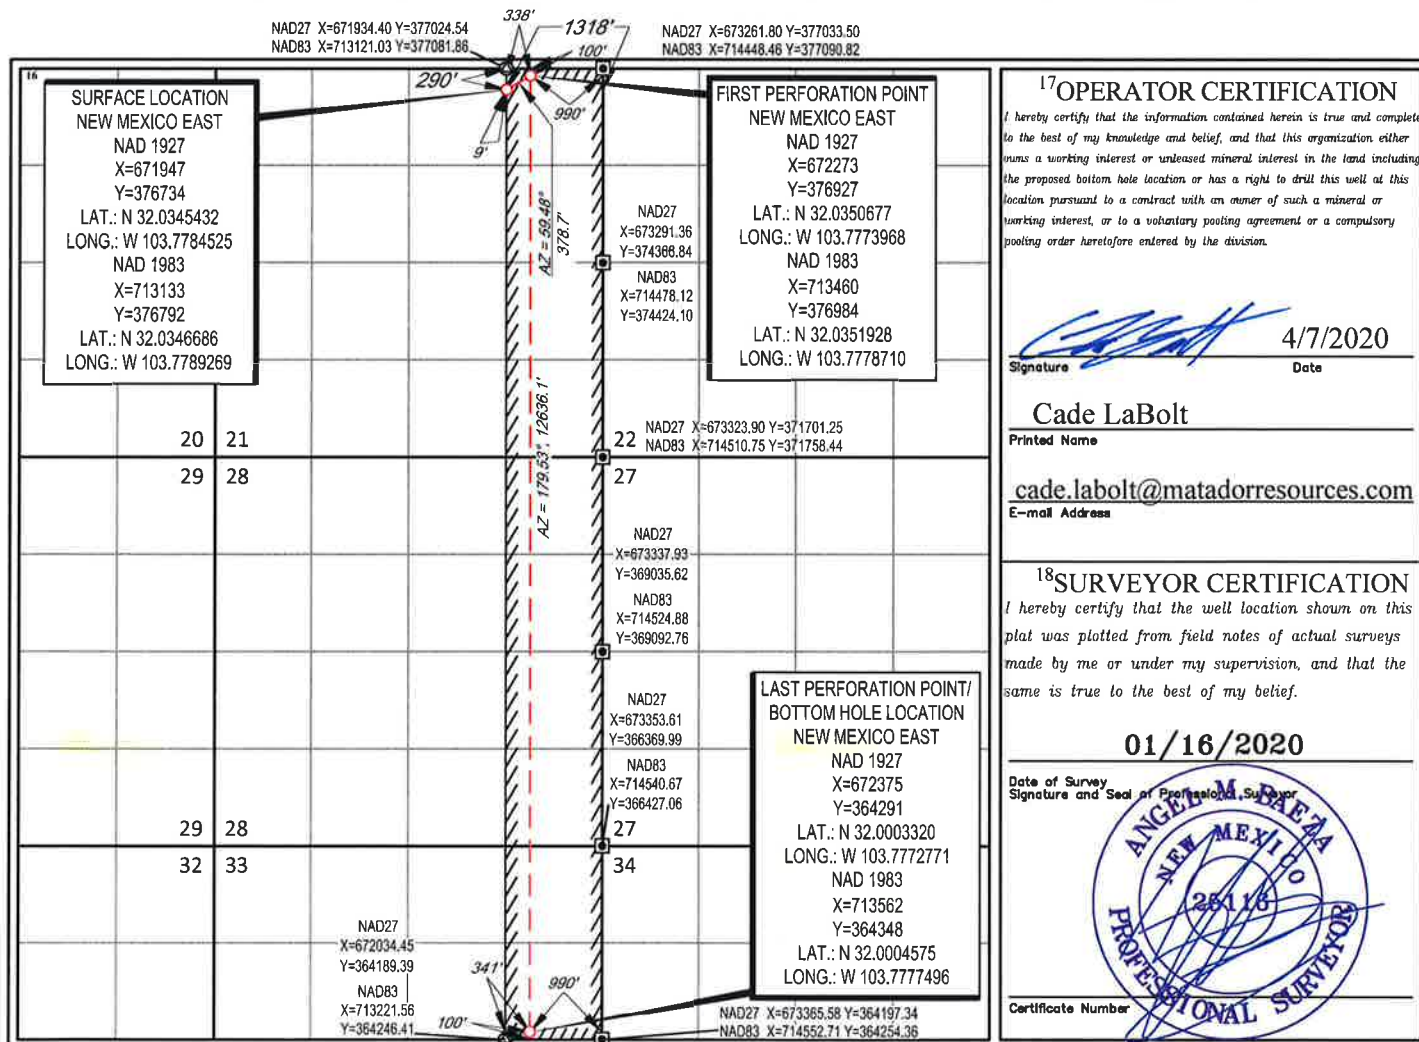 NAD27 X=671934.40 Y=377024.54
NAD83 X=713121.03 Y=377081.86
338'
1318'
100'
NAD27 X=673261.80 Y=377033.50
NAD83 X=714448.46 Y=377090.82
16
290'
990'
9'
SURFACE LOCATION
NEW MEXICO EAST
NAD 1927
X=671947
Y=376734
LAT.: N 32.0345432
LONG.: W 103.7784525
NAD 1983
X=713133
Y=376792
LAT.: N 32.0346686
LONG.: W 103.7789269
AZ = 59.48°
378.7'
NAD27
X=673291.36
Y=374368.84
NAD83
X=714478.12
Y=374424.10
FIRST PERFORATION POINT
NEW MEXICO EAST
NAD 1927
X=672273
Y=376927
LAT.: N 32.0350677
LONG.: W 103.7773968
NAD 1983
X=713460
Y=376984
LAT.: N 32.0351928
LONG.: W 103.7778710
AZ = 179.53°, 12636.1'
20 21
29 28
22
27
NAD27 X=673323.90 Y=371701.25
NAD83 X=714510.75 Y=371758.44
NAD27
X=673337.93
Y=369035.62
NAD83
X=714524.88
Y=369092.76
NAD27
X=673353.61
Y=366369.99
NAD83
X=714540.67
Y=366427.06
29 28
32 33
27
34
LAST PERFORATION POINT/
BOTTOM HOLE LOCATION
NEW MEXICO EAST
NAD 1927
X=672375
Y=364291
LAT.: N 32.0003320
LONG.: W 103.7772771
NAD 1983
X=713562
Y=364348
LAT.: N 32.0004575
LONG.: W 103.7777496
NAD27
X=672034.45
Y=364189.39
NAD83
X=713221.56
Y=364246.41
341'
990'
100'
NAD27 X=673365.58 Y=364197.34
NAD83 X=714552.71 Y=364254.36
17OPERATOR CERTIFICATION
I hereby certify that the information contained herein is true and complete
to the best of my knowledge and belief, and that this organization either
owns a working interest or unleased mineral interest in the land including
the proposed bottom hole location or has a right to drill this well at this
location pursuant to a contract with an owner of such a mineral or
working interest, or to a voluntary pooling agreement or a compulsory
pooling order heretofore entered by the division.
4/7/2020
Signature Date
Cade LaBolt
Printed Name
cade.labolt@matadorresources.com
E-mail Address
18SURVEYOR CERTIFICATION
I hereby certify that the well location shown on this
plat was plotted from field notes of actual surveys
made by me or under my supervision, and that the
same is true to the best of my belief.
01/16/2020
Date of Survey
Signature and Seal of Professional Surveyor
ANGEL M. BAEZA
NEW MEXICO
25116
PROFESSIONAL SURVEYOR
Certificate Number